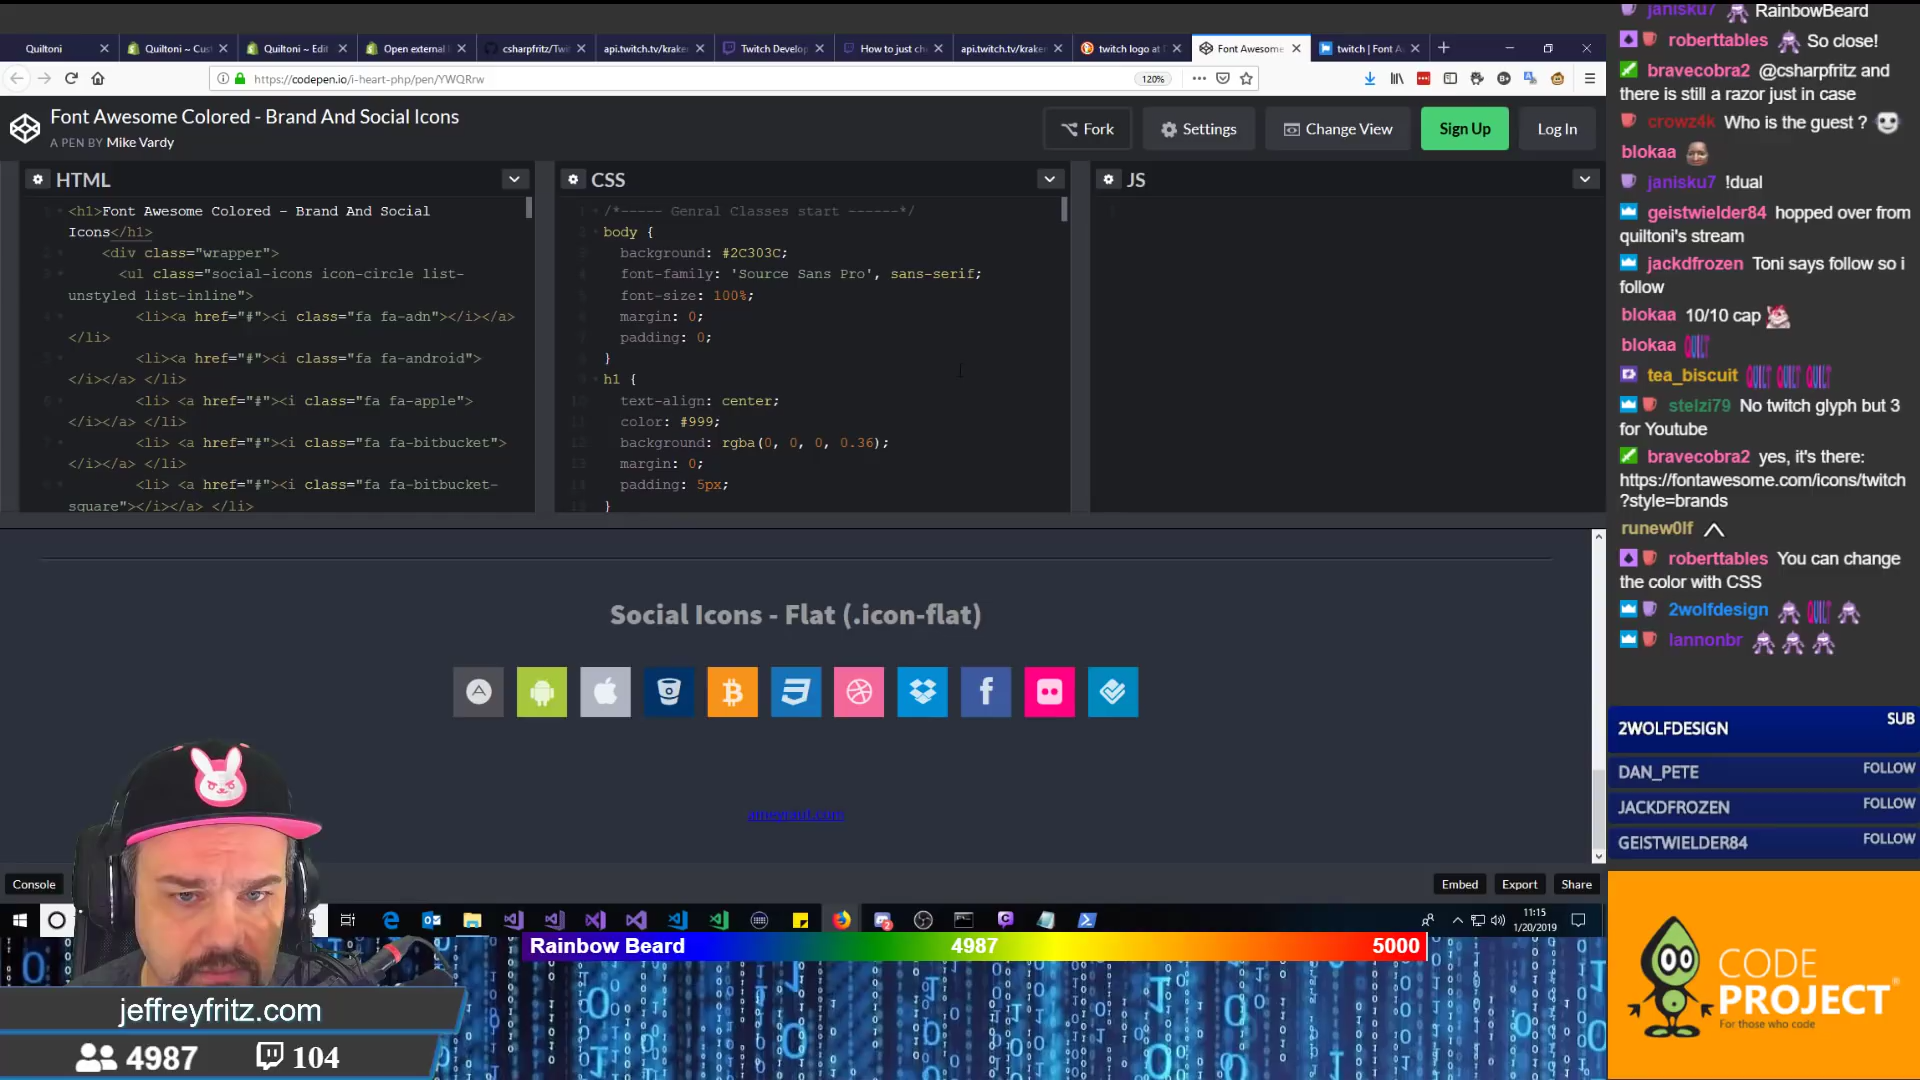 Quiltoni
Quiltoni ~ Cus
Quiltoni ~ Edit
Open external l
csharpfritz/Twi
api.twitch.tv/kraken
Twitch Develop
How to just che
api.twitch.tv/kraken
twitch logo at D
Font Awesome
twitch | Font A
https://codepen.io/i-heart-php/pen/YWQRrw
120%
Font Awesome Colored - Brand And Social Icons
A PEN BY Mike Vardy
Fork
Settings
Change View
Sign Up
Log In
HTML
<h1>Font Awesome Colored - Brand And Social
Icons</h1>
<div class="wrapper">
<ul class="social-icons icon-circle list-
unstyled list-inline">
<li><a href="#"><i class="fa fa-adn"></i></a>
</li>
<li><a href="#"><i class="fa fa-android">
</i></a> </li>
<li> <a href="#"><i class="fa fa-apple">
</i></a> </li>
<li> <a href="#"><i class="fa fa-bitbucket">
</i></a> </li>
<li> <a href="#"><i class="fa fa-bitbucket-
square"></i></a> </li>
CSS
/*----- Genral Classes start ------*/
body {
background: #2C303C;
font-family: 'Source Sans Pro', sans-serif;
font-size: 100%;
margin: 0;
padding: 0;
}
h1 {
text-align: center;
color: #999;
background: rgba(0, 0, 0, 0.36);
margin: 0;
padding: 5px;
}
JS
Social Icons - Flat (.icon-flat)
Console
Embed
Export
Share
11:15
1/20/2019
Rainbow Beard
4987
5000
jeffreyfritz.com
4987
104
janisku7 RainbowBeard
roberttables So close!
bravecobra2 @csharpfritz and
there is still a razor just in case
crowz4k Who is the guest ?
blokaa
janisku7 !dual
geistwielder84 hopped over from
quiltoni's stream
jackdfrozen Toni says follow so i
follow
blokaa 10/10 cap
blokaa QUILT
tea_biscuit QUILT QUILT QUILT
stelzi79 No twitch glyph but 3
for Youtube
bravecobra2 yes, it's there:
https://fontawesome.com/icons/twitch
?style=brands
runew0lf
roberttables You can change
the color with CSS
2wolfdesign QUILT
lannonbr
2WOLFDESIGN SUB
DAN_PETE FOLLOW
JACKDFROZEN FOLLOW
GEISTWIELDER84 FOLLOW
CODE
PROJECT
For those who code